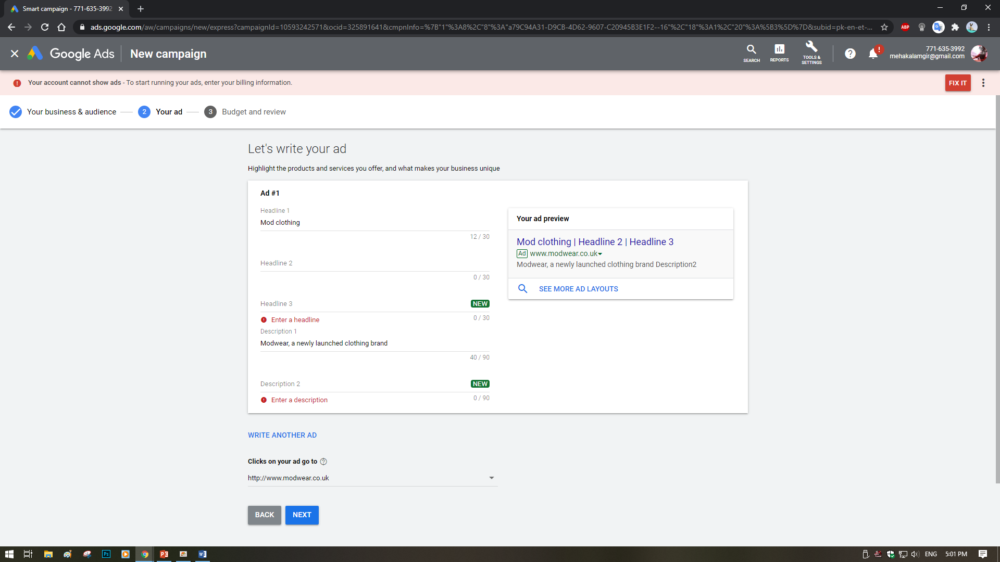 Smart campaign - 771-635-3992
ads.google.com/aw/campaigns/new/express?campaignId=10593242571&ocid=325891641&cmpnInfo=%7B"1"%3A8%2C"8"%3A"a79C94A31-D9CB-4D62-9607-C20945B3E1F2--16"%2C"18"%3A1%2C"20"%3A%5B3%5D%7D&subid=pk-en-et-...
ABP
Google Ads
New campaign
SEARCH
REPORTS
TOOLS & SETTINGS
?
!
771-635-3992
mehakalamgir@gmail.com
Your account cannot show ads - To start running your ads, enter your billing information.
FIX IT
Your business & audience
2
Your ad
3
Budget and review
Let's write your ad
Highlight the products and services you offer, and what makes your business unique
Ad #1
Headline 1
Mod clothing
12 / 30
Headline 2
0 / 30
Headline 3
NEW
Enter a headline
0 / 30
Description 1
Modwear, a newly launched clothing brand
40 / 90
Description 2
NEW
Enter a description
0 / 90
Your ad preview
Mod clothing | Headline 2 | Headline 3
Ad www.modwear.co.uk
Modwear, a newly launched clothing brand Description2
SEE MORE AD LAYOUTS
WRITE ANOTHER AD
Clicks on your ad go to ?
http://www.modwear.co.uk
BACK
NEXT
Ps
ENG
5:01 PM